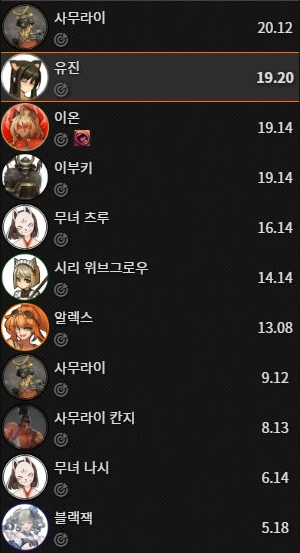 사무라이
20.12
유진
19.20
이온
19.14
이부키
19.14
무녀 츠루
16.14
시리 위브그로우
14.14
알렉스
13.08
사무라이
9.12
사무라이 칸지
8.13
무녀 나시
6.14
블랙잭
5.18